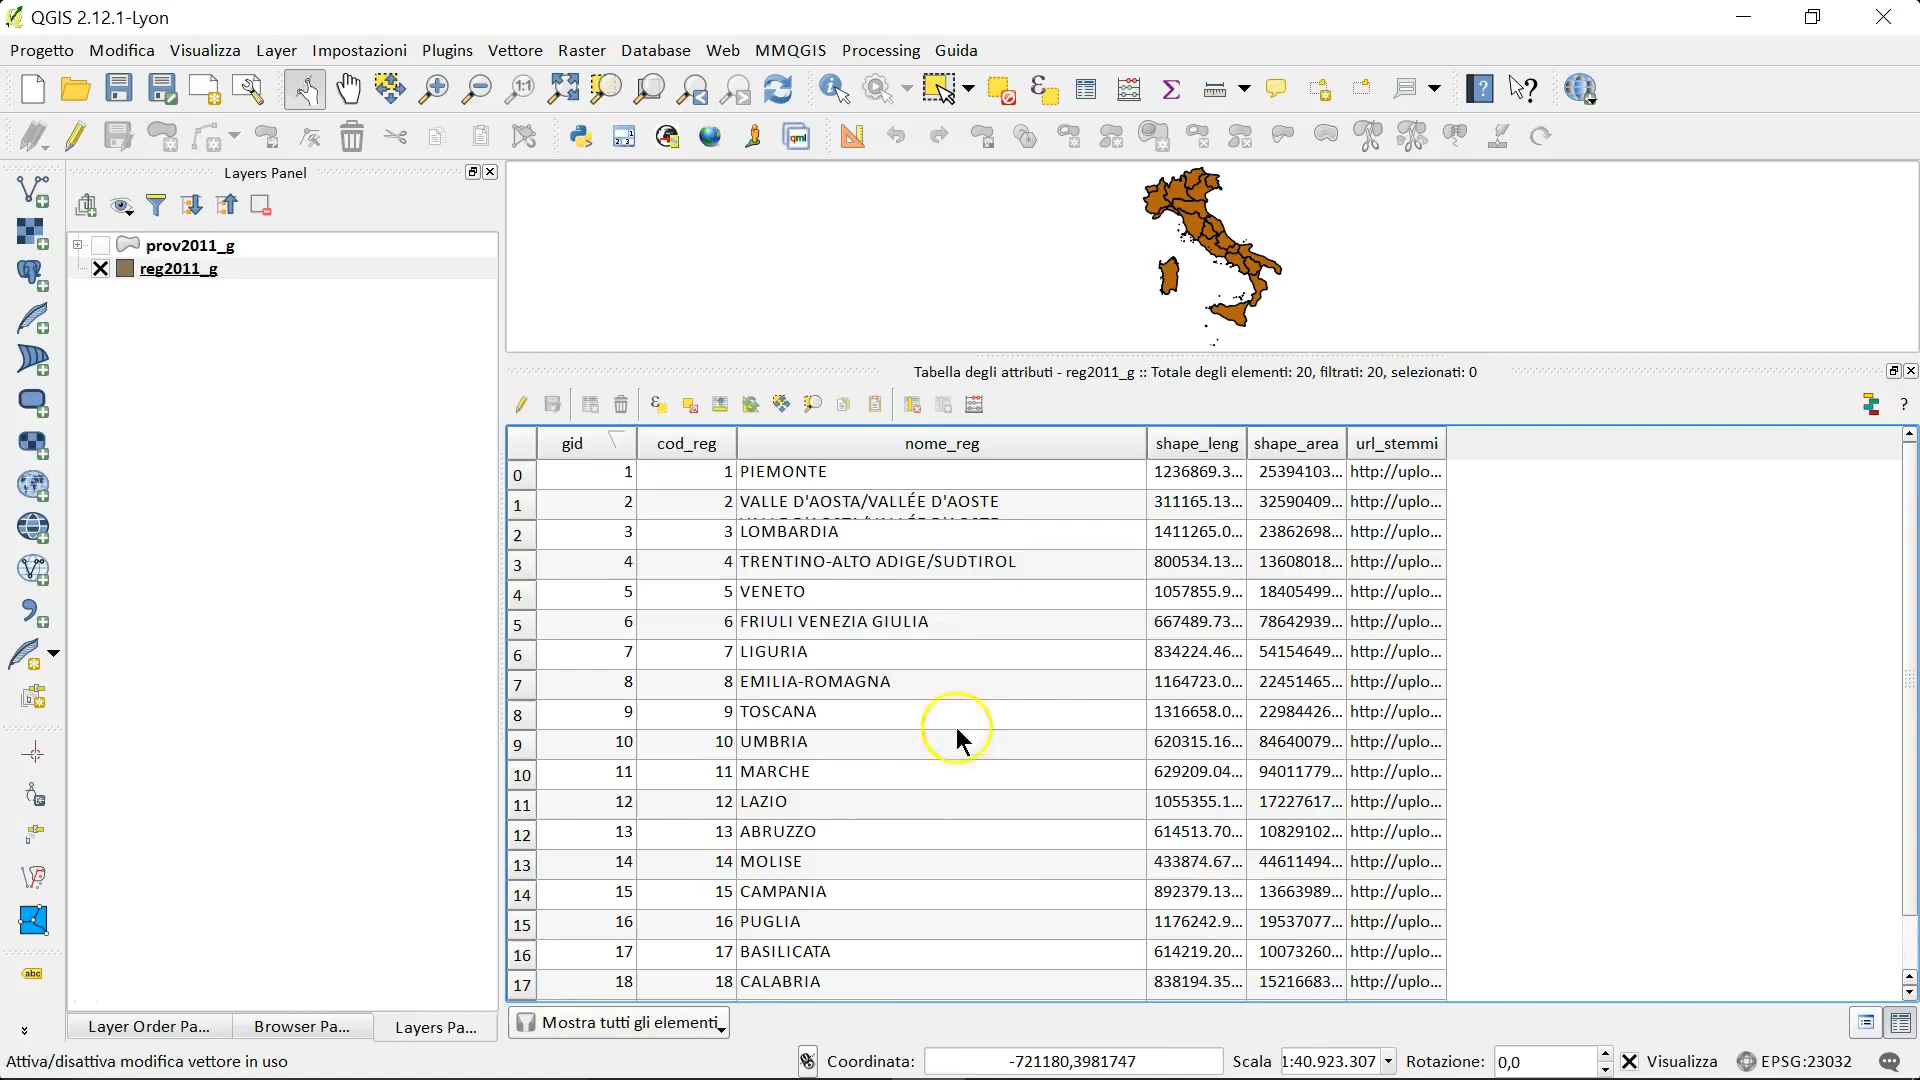 QGIS 2.12.1-Lyon
Progetto Modifica Visualizza Layer Impostazioni Plugins Vettore Raster Database Web MMQGIS Processing Guida
Layers Panel
prov2011_g
reg2011_g
Tabella degli attributi - reg2011_g :: Totale degli elementi: 20, filtrati: 20, selezionati: 0
gid cod_reg nome_reg shape_leng shape_area url_stemmi
0 1 1 PIEMONTE 1236869.3... 25394103... http://uplo...
1 2 2 VALLE D'AOSTA/VALLÉE D'AOSTE 311165.13... 32590409... http://uplo...
2 3 3 LOMBARDIA 1411265.0... 23862698... http://uplo...
3 4 4 TRENTINO-ALTO ADIGE/SUDTIROL 800534.13... 13608018... http://uplo...
4 5 5 VENETO 1057855.9... 18405499... http://uplo...
5 6 6 FRIULI VENEZIA GIULIA 667489.73... 78642939... http://uplo...
6 7 7 LIGURIA 834224.46... 54154649... http://uplo...
7 8 8 EMILIA-ROMAGNA 1164723.0... 22451465... http://uplo...
8 9 9 TOSCANA 1316658.0... 22984426... http://uplo...
9 10 10 UMBRIA 620315.16... 84640079... http://uplo...
10 11 11 MARCHE 629209.04... 94011779... http://uplo...
11 12 12 LAZIO 1055355.1... 17227617... http://uplo...
12 13 13 ABRUZZO 614513.70... 10829102... http://uplo...
13 14 14 MOLISE 433874.67... 44611494... http://uplo...
14 15 15 CAMPANIA 892379.13... 13663989... http://uplo...
15 16 16 PUGLIA 1176242.9... 19537077... http://uplo...
16 17 17 BASILICATA 614219.20... 10073260... http://uplo...
17 18 18 CALABRIA 838194.35... 15216683... http://uplo...
Layer Order Pa... Browser Pa... Layers Pa... Mostra tutti gli elementi
Attiva/disattiva modifica vettore in uso Coordinata: -721180,3981747 Scala 1:40.923.307 Rotazione: 0,0 Visualizza EPSG:23032